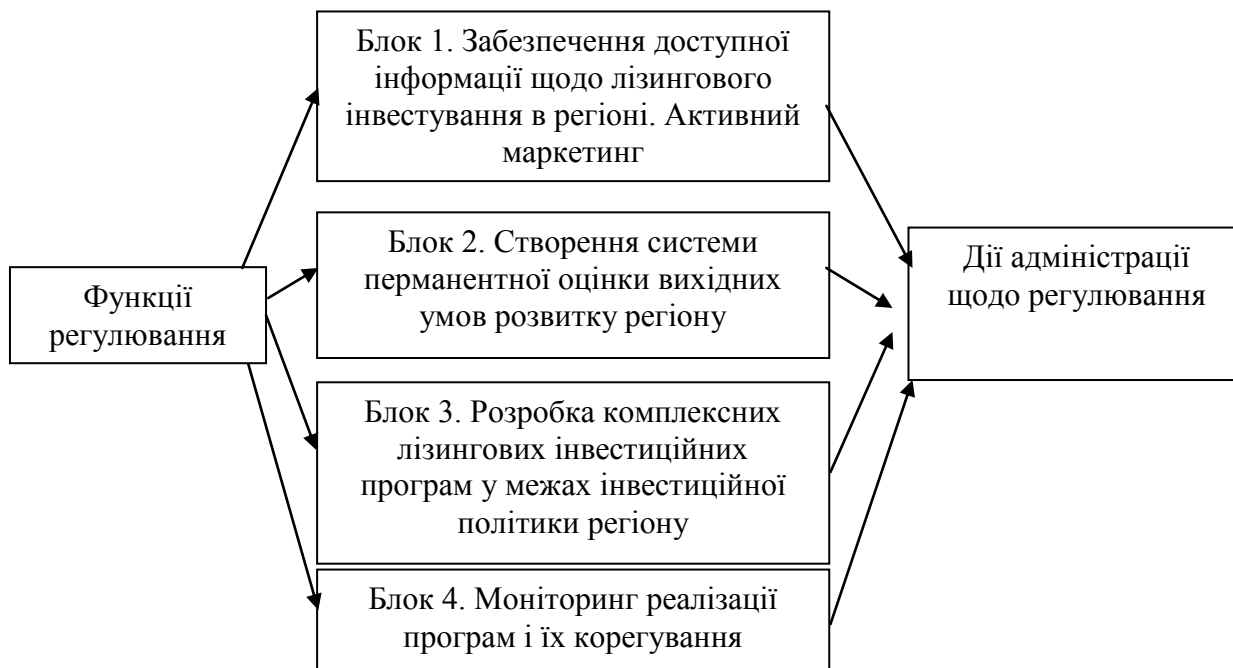 Блок 1. Забезпечення доступної
інформації щодо лізингового
інвестування в регіоні. Активний
маркетинг
Блок 2. Створення системи
перманентної оцінки вихідних
умов розвитку регіону
Дії адміністрації
щодо регулювання
Функції
регулювання
Блок 3. Розробка комплексних
лізингових інвестиційних
програм у межах інвестиційної
політики регіону
Блок 4. Моніторинг реалізації
програм і їх корегування